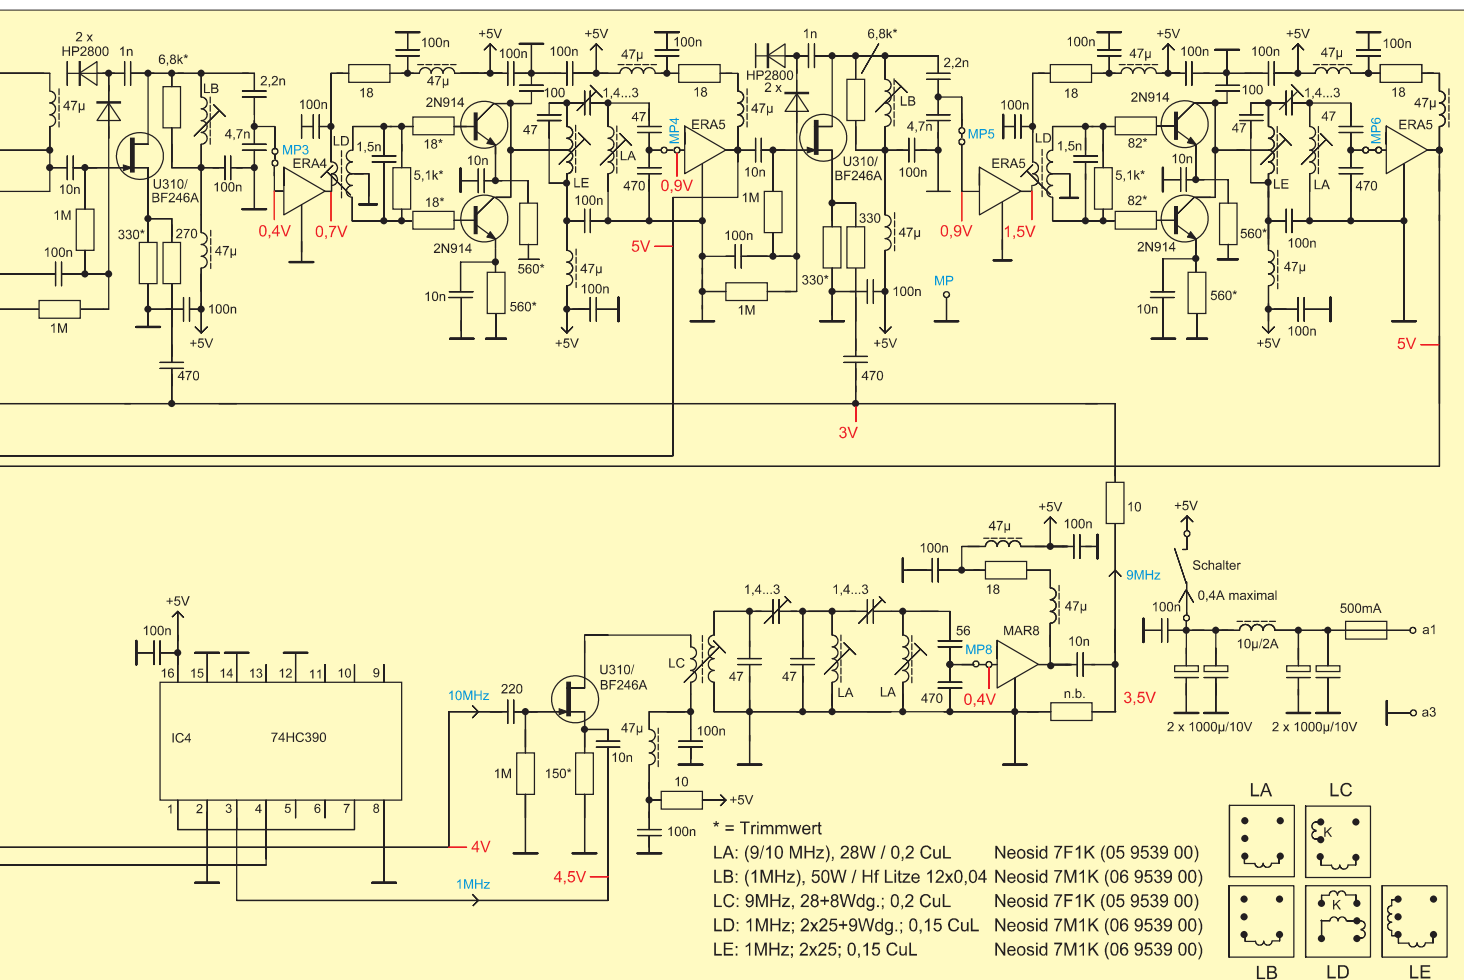 2 x
HP2800
1n
6,8k*
LB
2,2n
47µ
4,7n
MP3
10n
U310/
BF246A
100n
1M
330*
270
47µ
100n
1M
100n
+5V
470
100n
18
47µ
+5V
100n
100n
+5V
47µ
100n
18
100n
LD
ERA4
0,4V
0,7V
1,5n
5,1k*
2N914
18*
18*
2N914
10n
100
47
1,4...3
47
LA
LE
470
100n
560*
10n
560*
47µ
100n
+5V
MP4
ERA5
47µ
0,9V
5V
10n
1M
100n
1M
HP2800
2 x
1n
6,8k*
LB
2,2n
4,7n
U310/
BF246A
100n
330
330*
47µ
100n
+5V
470
3V
MP5
MP
0,9V
1,5V
100n
ERA5
LD
100n
18
47µ
+5V
100n
100n
+5V
47µ
100n
18
1,5n
5,1k*
2N914
82*
82*
2N914
10n
100
47
1,4...3
47
LE
LA
470
MP6
ERA5
47µ
100n
560*
10n
560*
47µ
100n
+5V
5V
10
9MHz
+5V
Schalter
0,4A maximal
100n
10µ/2A
500mA
a1
2 x 1000µ/10V
2 x 1000µ/10V
a3
47µ
+5V
100n
100n
18
47µ
MAR8
10n
n.b.
3,5V
1,4...3
1,4...3
56
MP8
0,4V
470
LC
47
47
LA
LA
U310/
BF246A
10MHz
220
1M
150*
10n
47µ
100n
10
+5V
100n
4V
4,5V
1MHz
+5V
100n
16 15 14 13 12 11 10 9
IC4
74HC390
1 2 3 4 5 6 7 8
* = Trimmwert
LA: (9/10 MHz), 28W / 0,2 CuL Neosid 7F1K (05 9539 00)
LB: (1MHz), 50W / Hf Litze 12x0,04 Neosid 7M1K (06 9539 00)
LC: 9MHz, 28+8Wdg.; 0,2 CuL Neosid 7F1K (05 9539 00)
LD: 1MHz; 2x25+9Wdg.; 0,15 CuL Neosid 7M1K (06 9539 00)
LE: 1MHz; 2x25; 0,15 CuL Neosid 7M1K (06 9539 00)
LA
LC
K
K
LB
LD
LE